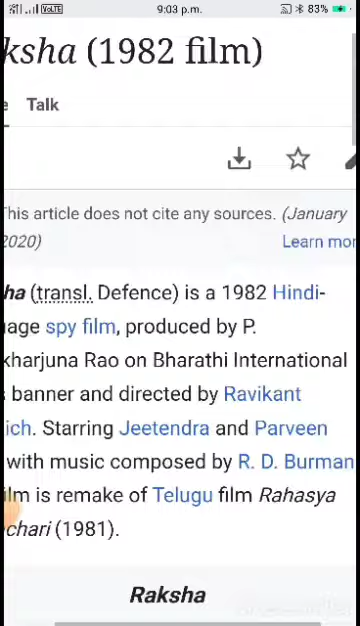 VoLTE 9:03 p.m. 83%
ksha (1982 film)
e Talk
This article does not cite any sources. (January
2020) Learn mor
ha (transl. Defence) is a 1982 Hindi-
uage spy film, produced by P.
kharjuna Rao on Bharathi International
s banner and directed by Ravikant
ich. Starring Jeetendra and Parveen
with music composed by R. D. Burman
film is remake of Telugu film Rahasya
chari (1981).
Raksha